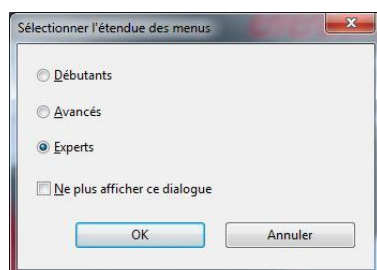 Sélectionner l'étendue des menus
Débutants
Avancés
Experts
Ne plus afficher ce dialogue
OK
Annuler